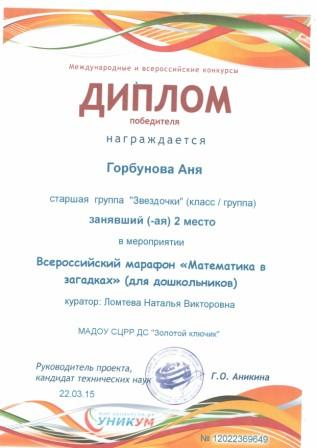 Международные и всероссийские конкурсы
ДИПЛОМ
победителя
награждается
Горбунова Аня
старшая группа "Звездочки" (класс / группа)
занявший (-ая) 2 место
в мероприятии
Всероссийский марафон «Математика в
загадках» (для дошкольников)
куратор: Ломтева Наталья Викторовна
МАДОУ СЦРР ДС "Золотой ключик"
Руководитель проекта,
кандидат технических наук
Г.О. Аникина
22.03.15
УНИКУМ
№ 12022369649